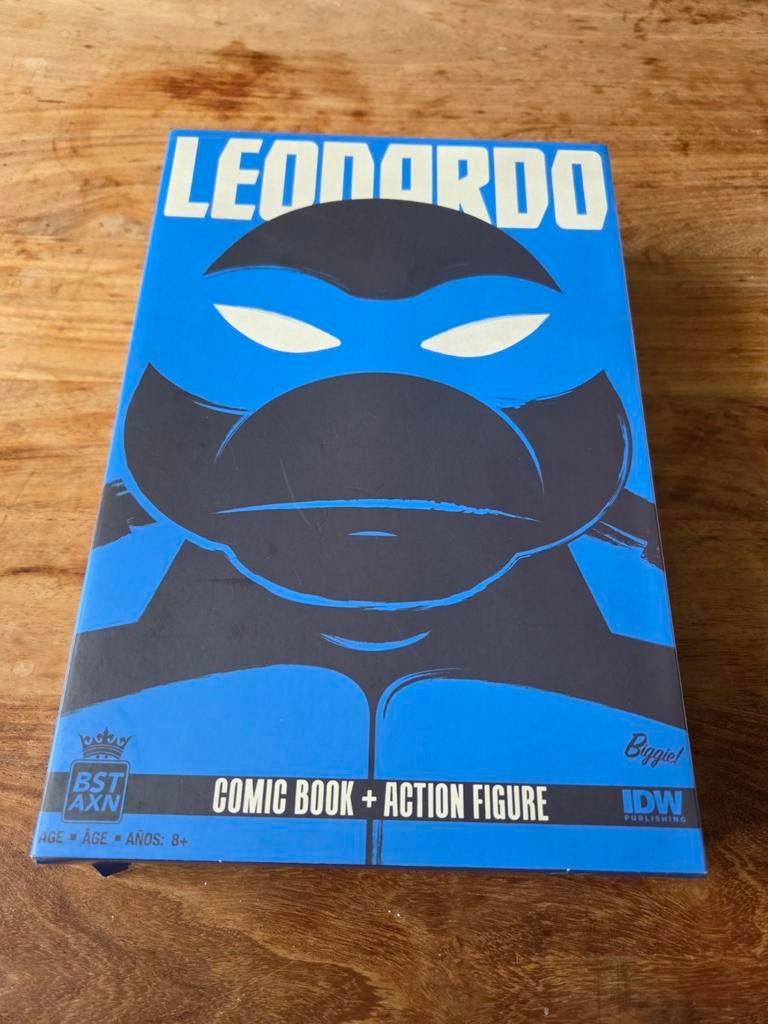 LEONARDO
Biggie!
BST
AXN
COMIC BOOK + ACTION FIGURE
IDW
PUBLISHING
AGE ▪ ÂGE ▪ AÑOS: 8+